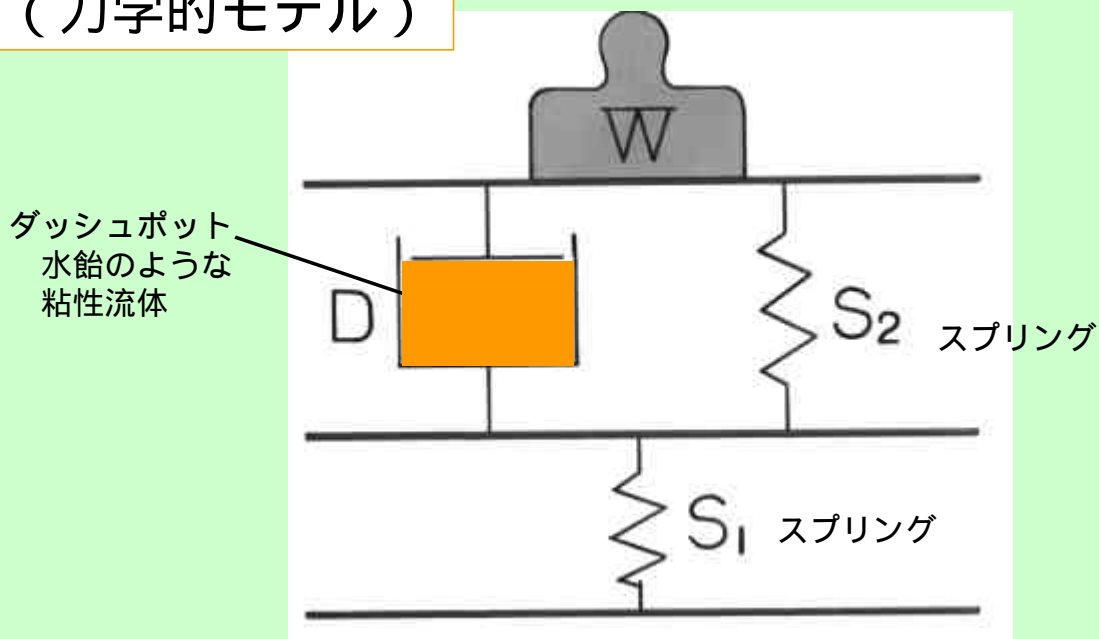 （力学的モデル）
W
ダッシュポット
水飴のような
粘性流体
D
S2 スプリング
S1 スプリング